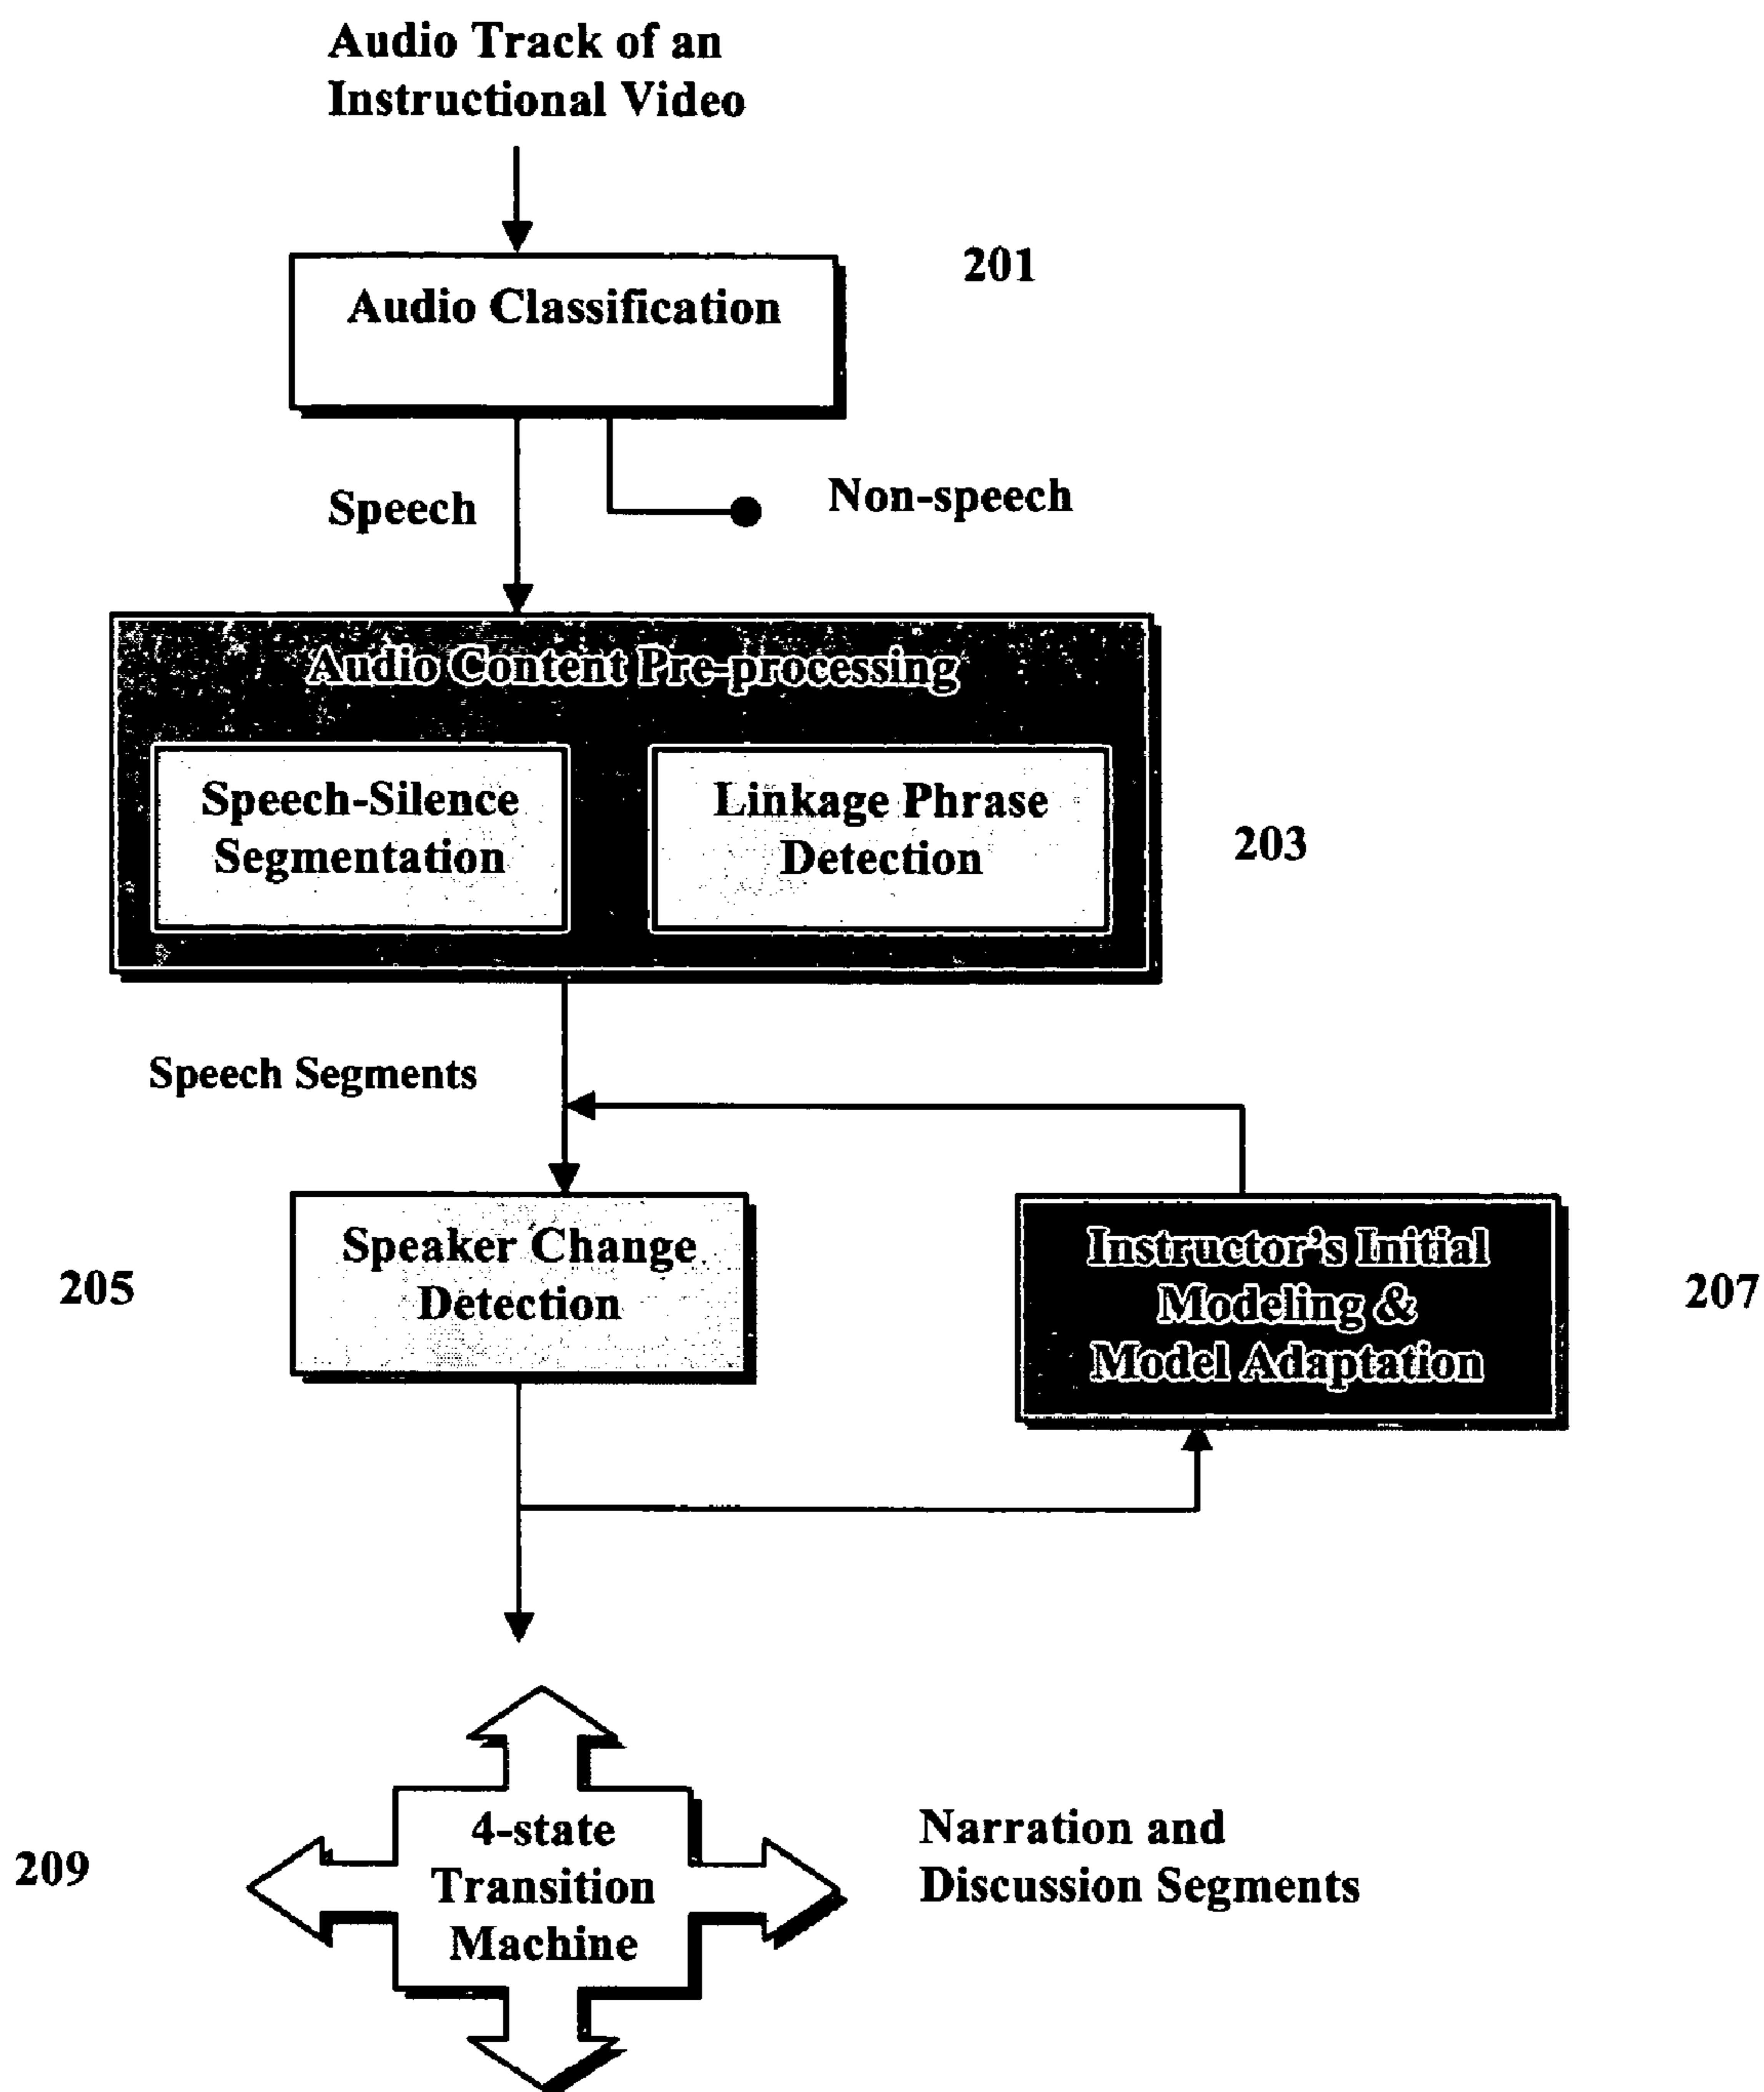 Audio Track of an
Instructional Video
201
Audio Classification
Speech
Non-speech
Audio Content Pre-processing
Speech-Silence
Segmentation
Linkage Phrase
Detection
203
Speech Segments
205
Speaker Change
Detection
Instructor's Initial
Modeling &
Model Adaptation
207
209
4-state
Transition
Machine
Narration and
Discussion Segments